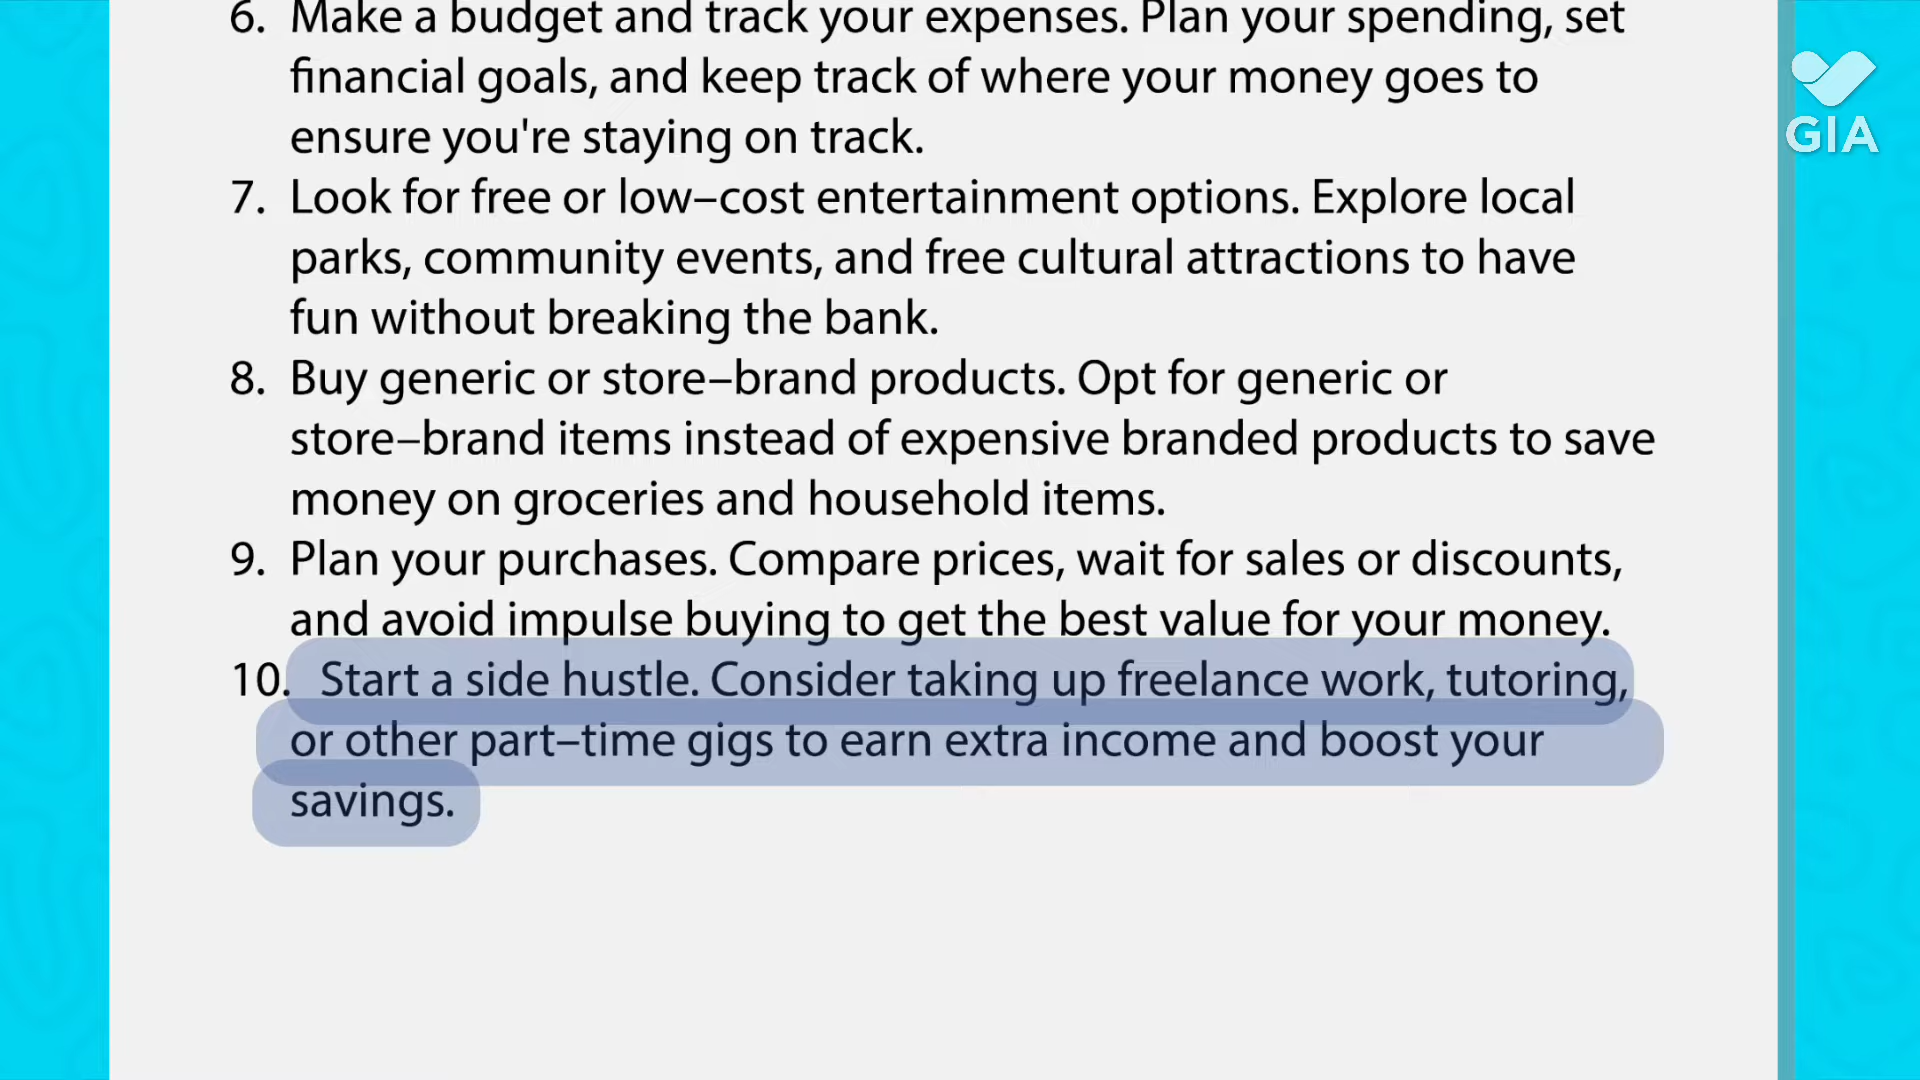 6. Make a budget and track your expenses. Plan your spending, set
financial goals, and keep track of where your money goes to
ensure you're staying on track.
7. Look for free or low–cost entertainment options. Explore local
parks, community events, and free cultural attractions to have
fun without breaking the bank.
8. Buy generic or store–brand products. Opt for generic or
store–brand items instead of expensive branded products to save
money on groceries and household items.
9. Plan your purchases. Compare prices, wait for sales or discounts,
and avoid impulse buying to get the best value for your money.
10. Start a side hustle. Consider taking up freelance work, tutoring,
or other part–time gigs to earn extra income and boost your
savings.
GIA